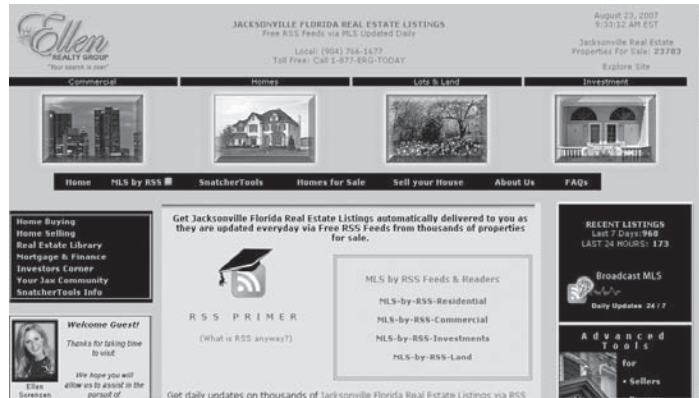 The Ellen
REALTY GROUP
"Your search is over"
JACKSONVILLE FLORIDA REAL ESTATE LISTINGS
Free RSS Feeds via MLS Updated Daily
Local: (904) 766-1677
Toll Free: Call 1-877-ERG-TODAY
August 23, 2007
9:33:12 AM EST
Jacksonville Real Estate
Properties For Sale: 23783
Explore Site
Commercial
Homes
Lots & Land
Investment
Home MLS by RSS SnatcherTools Homes for Sale Sell your House About Us FAQs
Home Buying
Home Selling
Real Estate Library
Mortgage & Finance
Investors Corner
Your Jax Community
SnatcherTools Info
Welcome Guest!
Thanks for taking time
to visit.
We hope you will
allow us to assist in the
pursuit of
Ellen
Sorenzen
Get Jacksonville Florida Real Estate Listings automatically delivered to you as
they are updated everyday via Free RSS Feeds from thousands of properties
for sale.
RSS PRIMER
(What is RSS anyway?)
MLS by RSS Feeds & Readers
MLS-by-RSS-Residential
MLS-by-RSS-Commercial
MLS-by-RSS-Investments
MLS-by-RSS-Land
Get daily updates on thousands of Jacksonville Florida Real Estate Listings via RSS
RECENT LISTINGS
Last 7 Days:960
LAST 24 HOURS: 173
Broadcast MLS
Daily Updates 24 / 7
Advanced
Tools
for
• Sellers